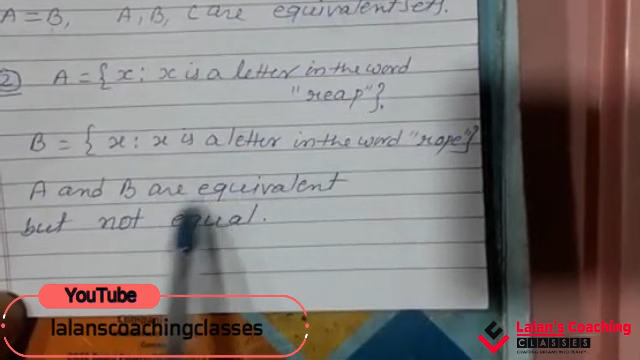 A = B, A, B, C are equivalent sets.
2) A = { x : x is a letter in the word
"reap" }.
B = { x : x is a letter in the word "rope" }
A and B are equivalent
but not equal.
YouTube
lalanscoachingclasses
Lalan's Coaching
CLASSES